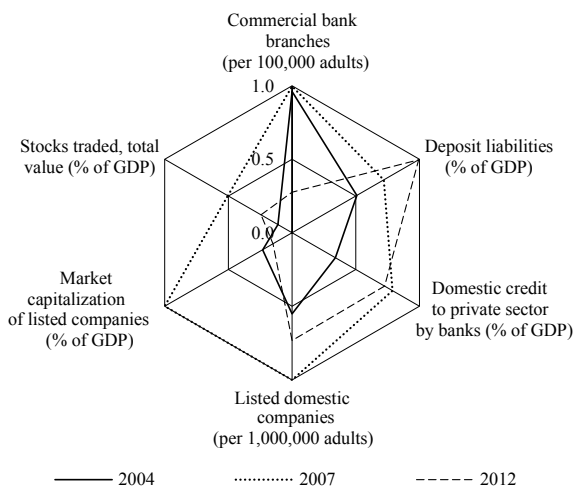 Commercial bank
branches
(per 100,000 adults)
1.0
Stocks traded, total
value (% of GDP)
Deposit liabilities
(% of GDP)
0.5
0.0
Market
capitalization
of listed companies
(% of GDP)
Domestic credit
to private sector
by banks (% of GDP)
Listed domestic
companies
(per 1,000,000 adults)
2004 2007 2012